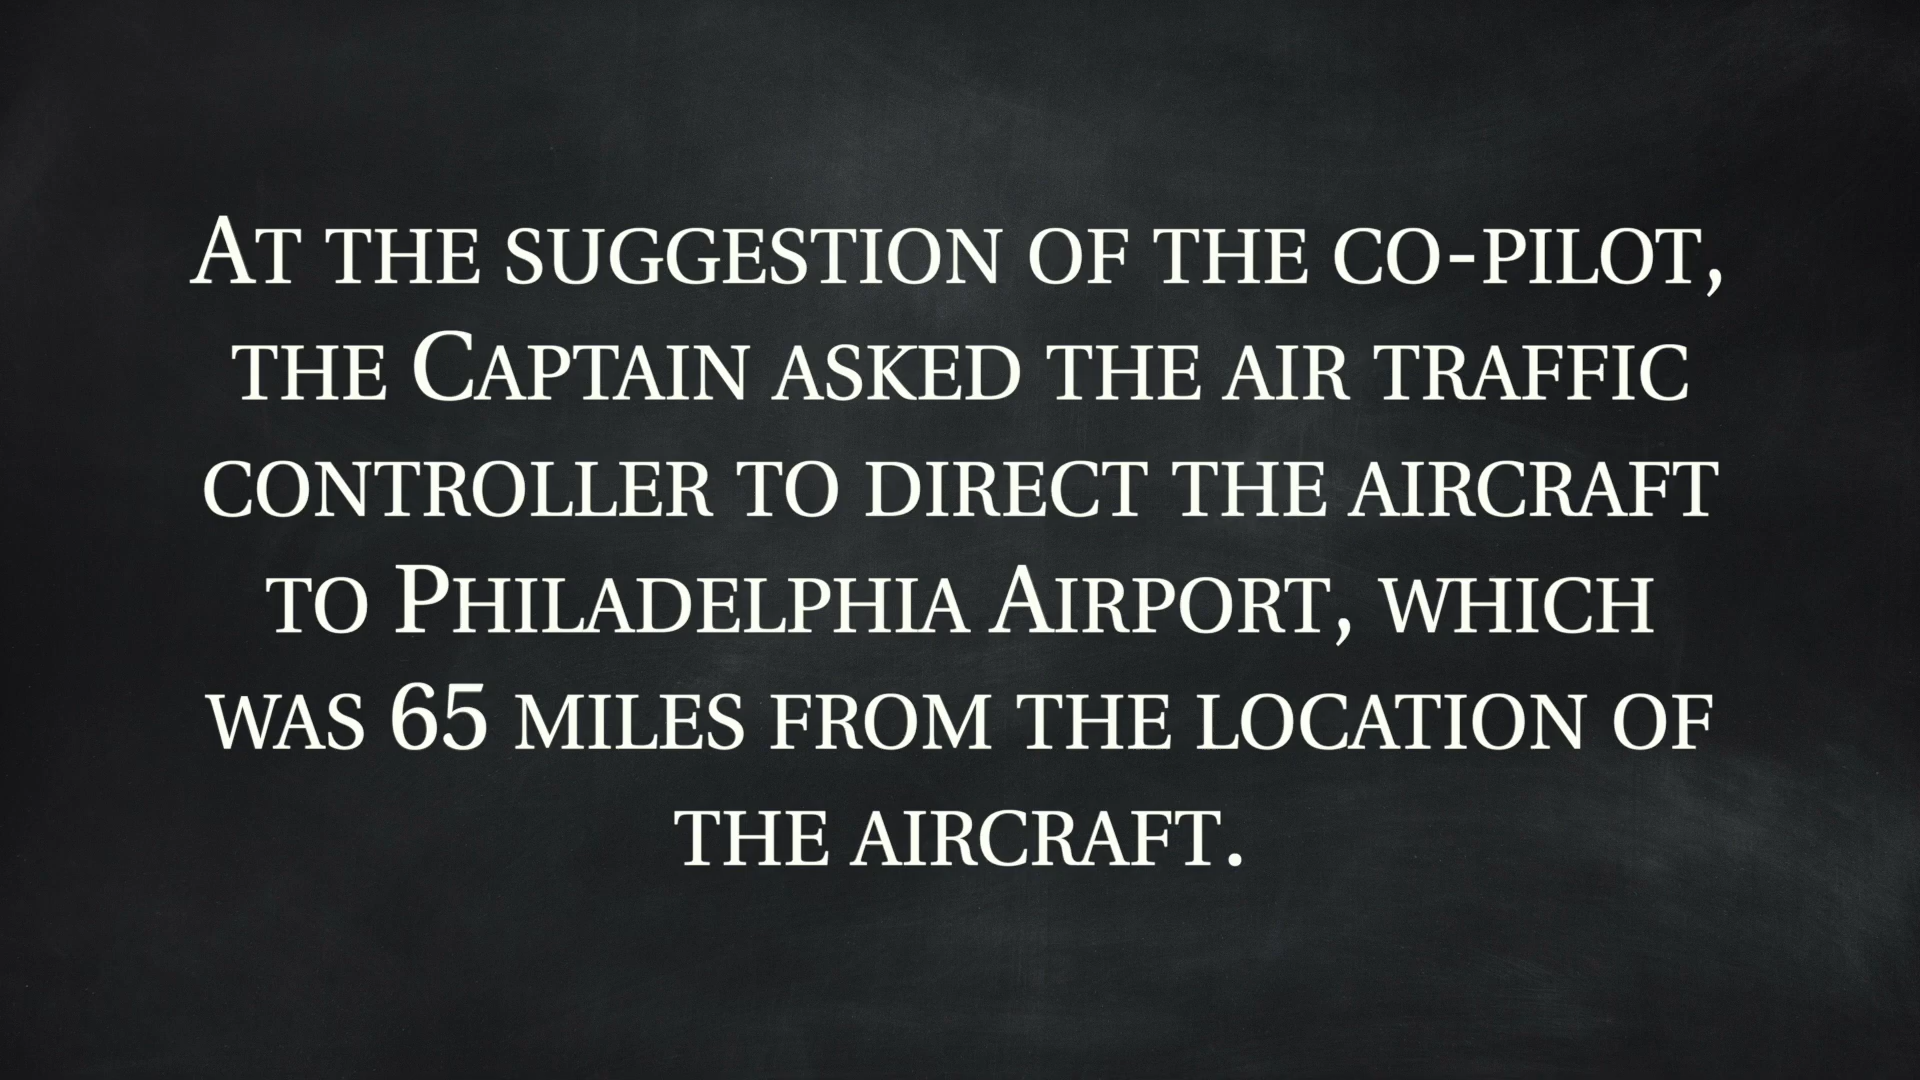 At the suggestion of the co-pilot,
the Captain asked the air traffic
controller to direct the aircraft
to Philadelphia Airport, which
was 65 miles from the location of
the aircraft.